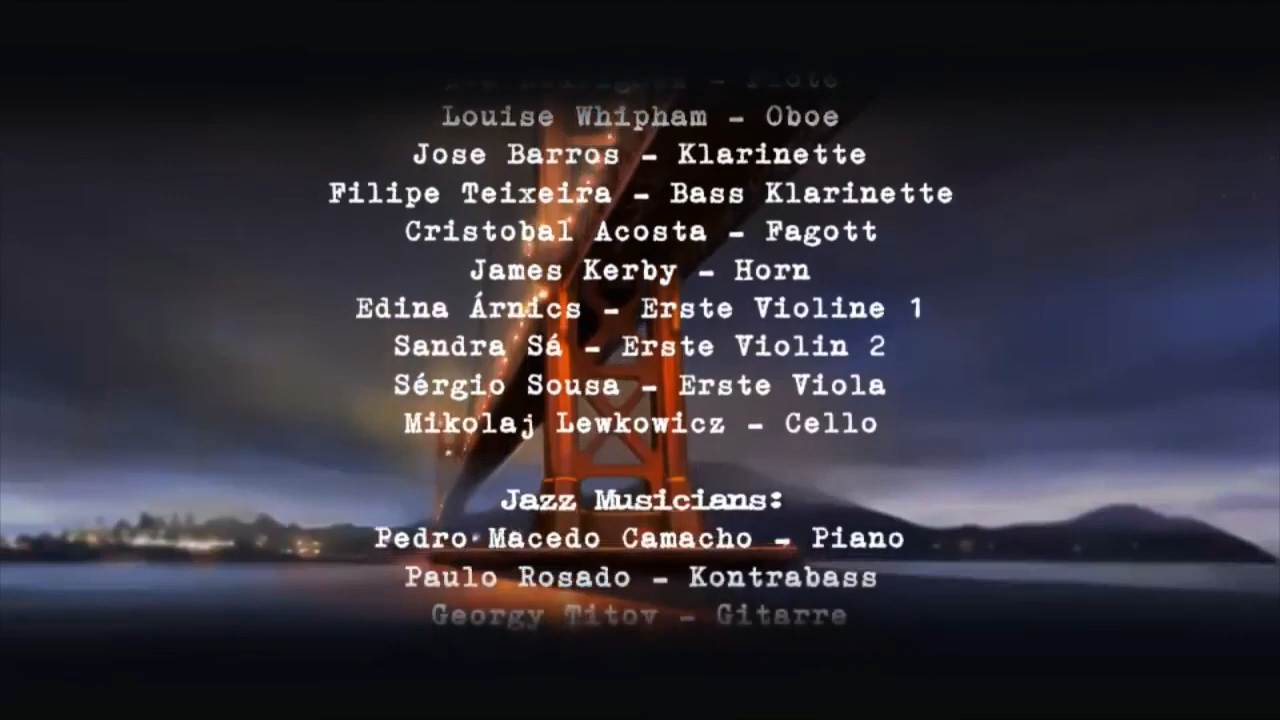 - Flöte
Louise Whipham - Oboe
Jose Barros - Klarinette
Filipe Teixeira - Bass Klarinette
Cristobal Acosta - Fagott
James Kerby - Horn
Edina Árnics - Erste Violine 1
Sandra Sá - Erste Violin 2
Sérgio Sousa - Erste Viola
Mikolaj Lewkowicz - Cello
Jazz Musicians:
Pedro Macedo Camacho - Piano
Paulo Rosado - Kontrabass
Georgy Titov - Gitarre